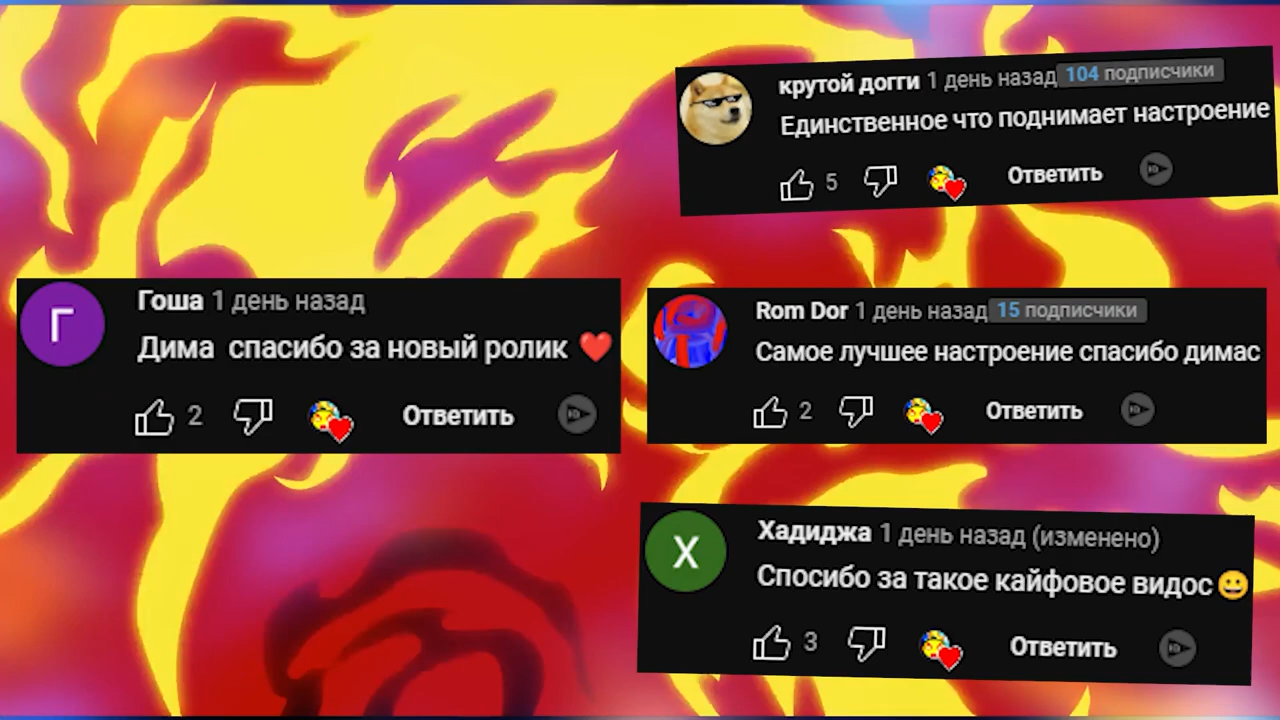 крутой догги 1 день назад 104 подписчики
Единственное что поднимает настроение
5 Ответить
Г
Гоша 1 день назад
Дима спасибо за новый ролик ❤️
2 Ответить
Rom Dor 1 день назад 15 подписчики
Самое лучшее настроение спасибо димас
2 Ответить
Х
Хадиджа 1 день назад (изменено)
Спосибо за такое кайфовое видос😀
3 Ответить